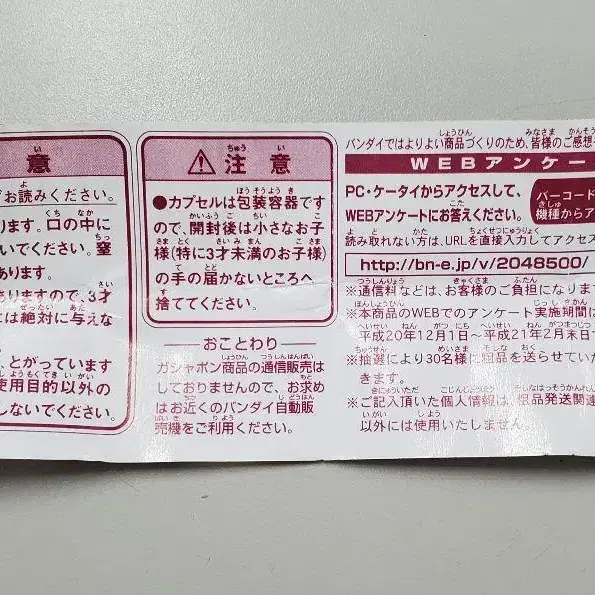 意
お読みください。
ります。口の中に
いでください。窒
あります。
ありますので、3才
には絶対に与えな
、とがっています
使用目的以外の
しないでください。
⚠注意
●カプセルは包装容器です
ので、開封後は小さなお子
様(特に3才未満のお子様)
の手の届かないところへ
捨ててください。
おことわり
ガシャポン商品の通信販売は
しておりませんので、お求め
はお近くのバンダイ自動販
売機をご利用ください。
バンダイではよりよい商品づくりのため、皆様のご感想
WEBアンケー
PC・ケータイからアクセスして、
WEBアンケートにお答えください。
バーコード
機種からア
読み取れない方は、URLを直接入力してアクセス
http://bn-e.jp/v/2048500/
※通信料などは、お客様のご負担になりま
※本商品のWEBでのアンケート実施期間は
平成20年12月1日~平成21年2月末日で
※抽選により30名様に粗品を送らせていた
きます。
※ご記入頂いた個人情報は、粗品発送関連
以外には使用いたしません。